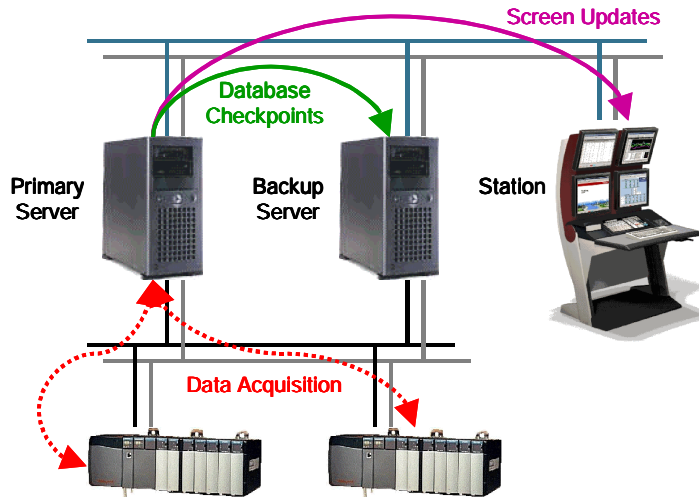 Screen Updates
Database
Checkpoints
Primary
Server
Backup
Server
Station
Data Acquisition